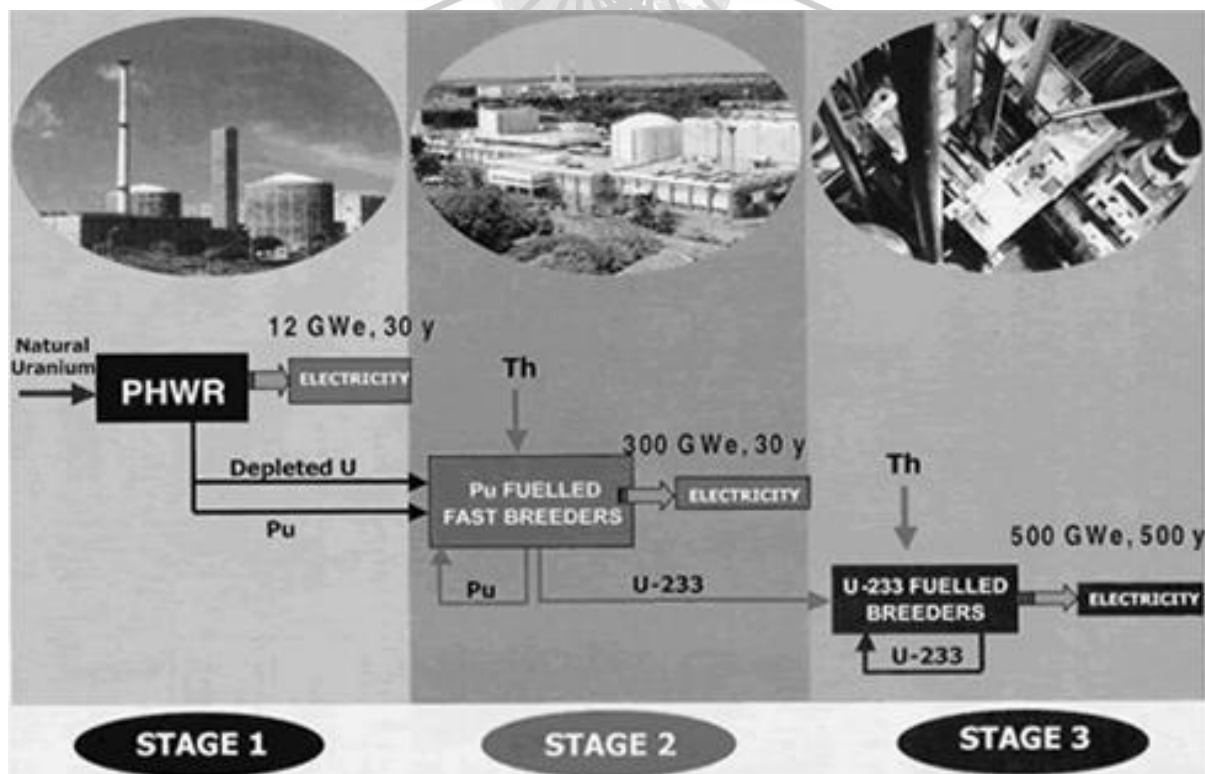 12 GWe, 30 y
Natural
Uranium
PHWR
ELECTRICITY
Depleted U
Pu
Th
300 GWe, 30 y
Pu FUELLED
FAST BREEDERS
ELECTRICITY
Pu
U-233
Th
500 GWe, 500 y
U-233 FUELLED
BREEDERS
ELECTRICITY
U-233
STAGE 1
STAGE 2
STAGE 3